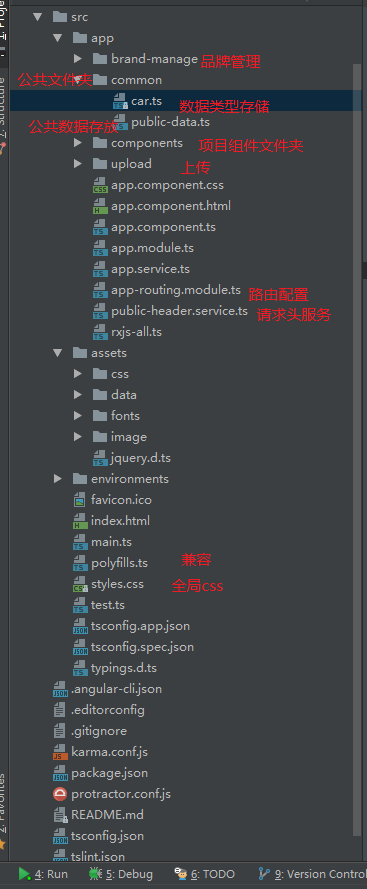 1: Proje
src
app
brand-manage 品牌管理
公共文件夹 common
7: Structure
car.ts 数据类型存储
公共数据存放 public-data.ts
components 项目组件文件夹
upload 上传
app.component.css
app.component.html
app.component.ts
app.module.ts
app.service.ts
app-routing.module.ts 路由配置
public-header.service.ts 请求头服务
rxjs-all.ts
assets
css
data
fonts
image
jquery.d.ts
environments
favicon.ico
index.html
main.ts
polyfills.ts 兼容
styles.css 全局css
test.ts
tsconfig.app.json
tsconfig.spec.json
typings.d.ts
.angular-cli.json
.editorconfig
.gitignore
karma.conf.js
package.json
protractor.conf.js
2: Favorites
README.md
tsconfig.json
tslint.json
4: Run 5: Debug 6: TODO 9: Version Control